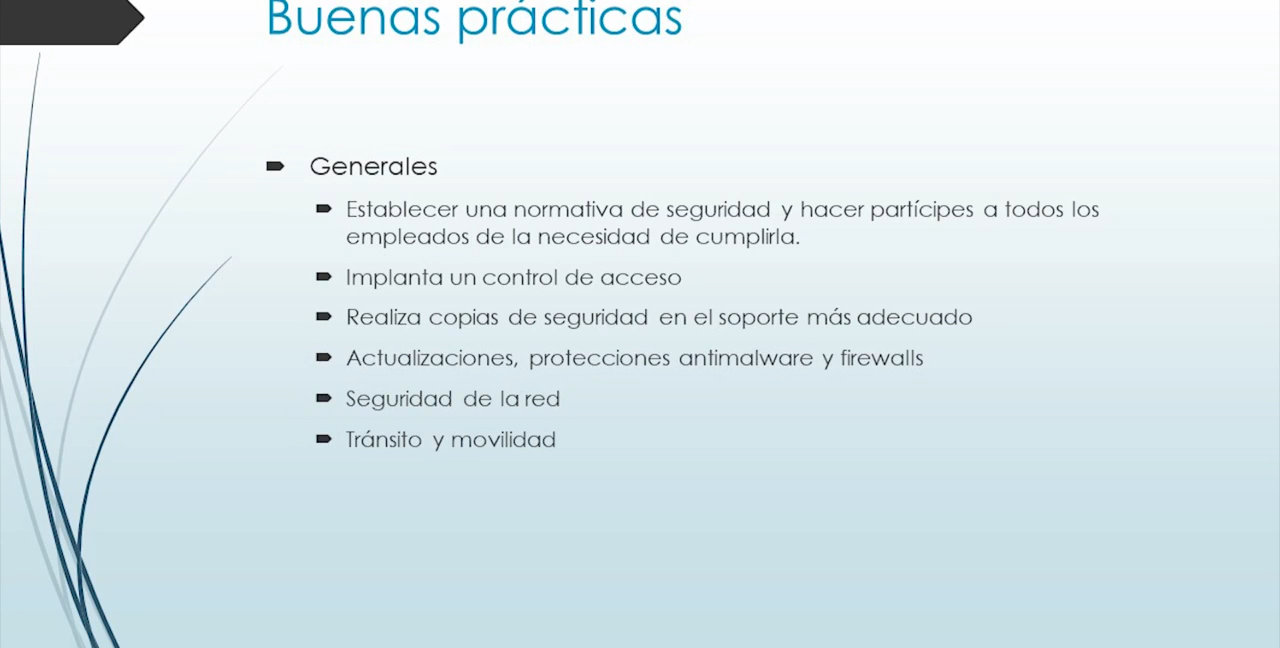 Buenas prácticas
Generales
Establecer una normativa de seguridad y hacer partícipes a todos los
empleados de la necesidad de cumplirla.
Implanta un control de acceso
Realiza copias de seguridad en el soporte más adecuado
Actualizaciones, protecciones antimalware y firewalls
Seguridad de la red
Tránsito y movilidad